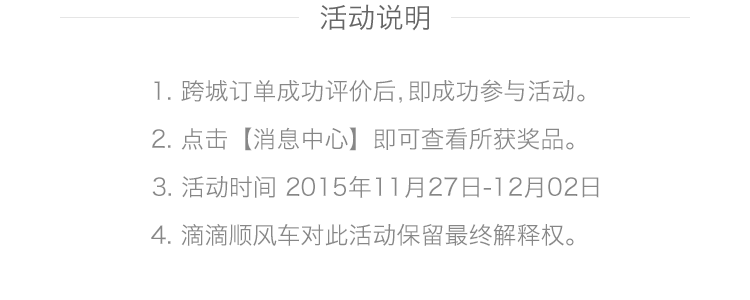 活动说明
1. 跨城订单成功评价后,即成功参与活动。
2. 点击【消息中心】即可查看所获奖品。
3. 活动时间 2015年11月27日-12月02日
4. 滴滴顺风车对此活动保留最终解释权。